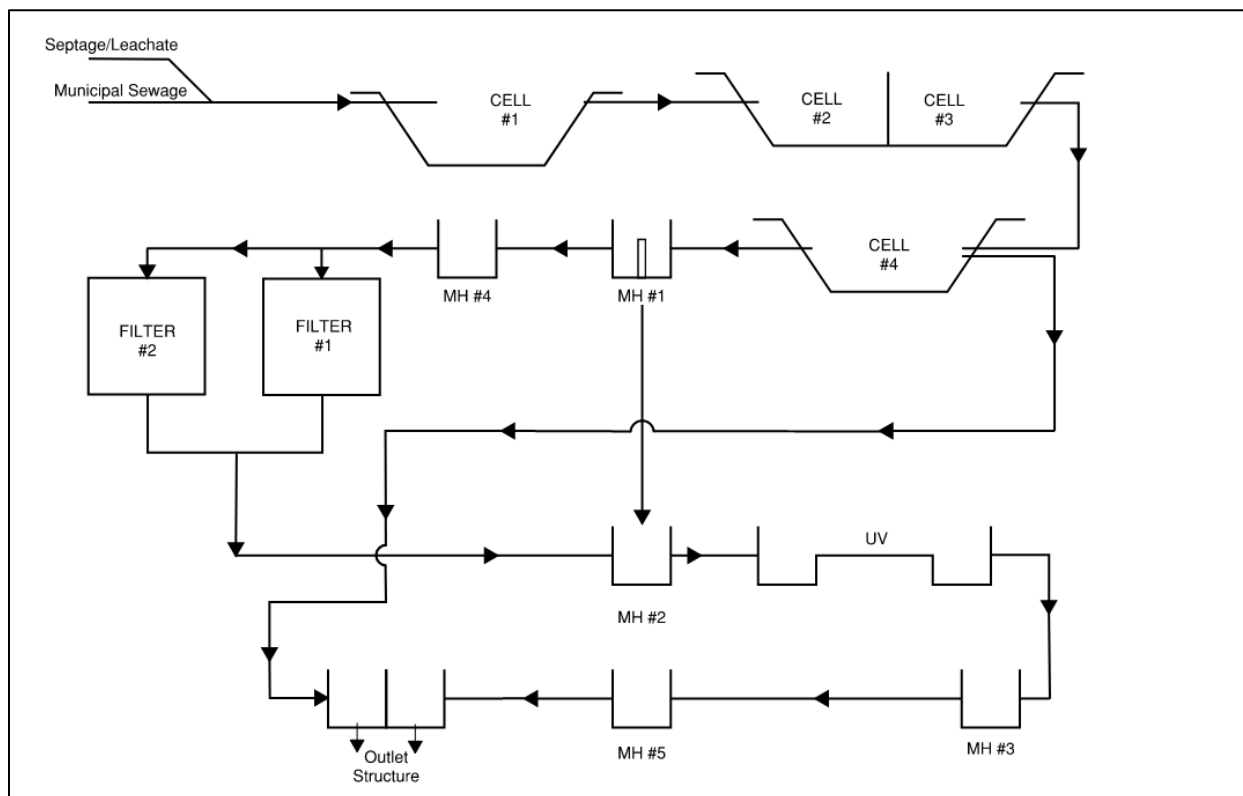 Septage/Leachate
Municipal Sewage
CELL
#1
CELL
#2
CELL
#3
CELL
#4
MH #4
MH #1
FILTER
#2
FILTER
#1
UV
MH #2
MH #5
MH #3
Outlet
Structure